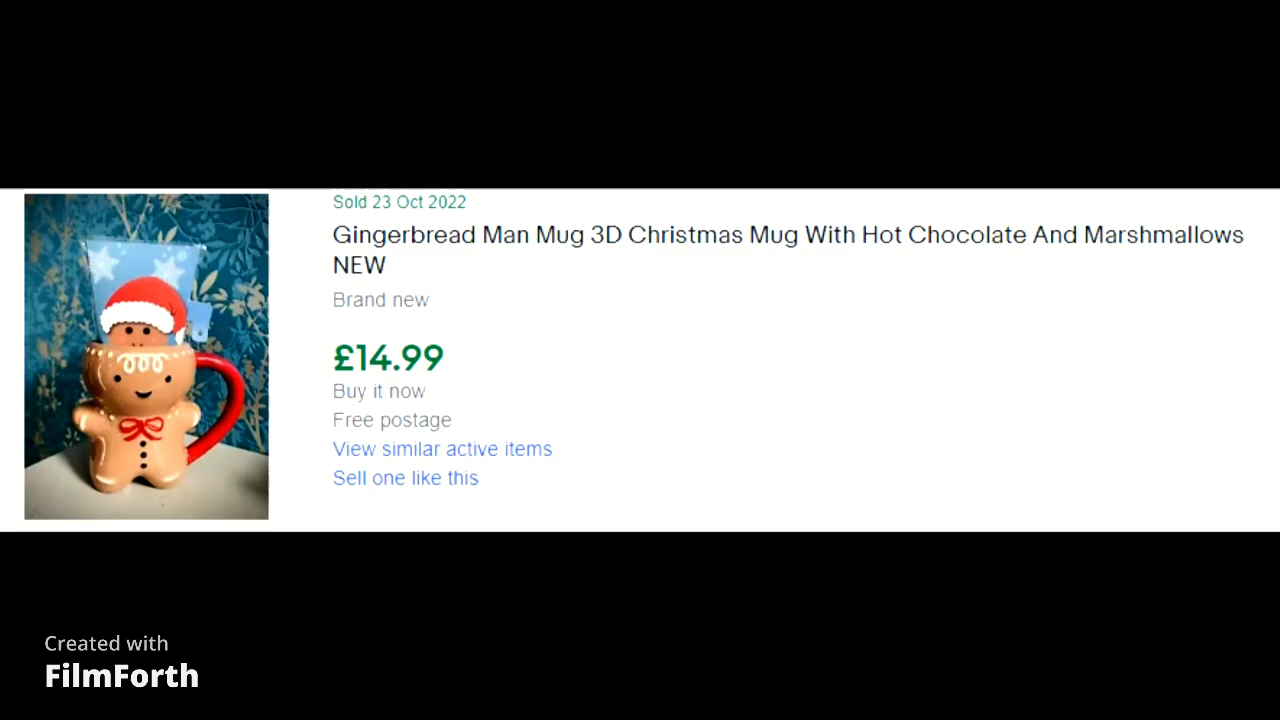 Sold 23 Oct 2022
Gingerbread Man Mug 3D Christmas Mug With Hot Chocolate And Marshmallows
NEW
Brand new
£14.99
Buy it now
Free postage
View similar active items
Sell one like this
Created with
FilmForth